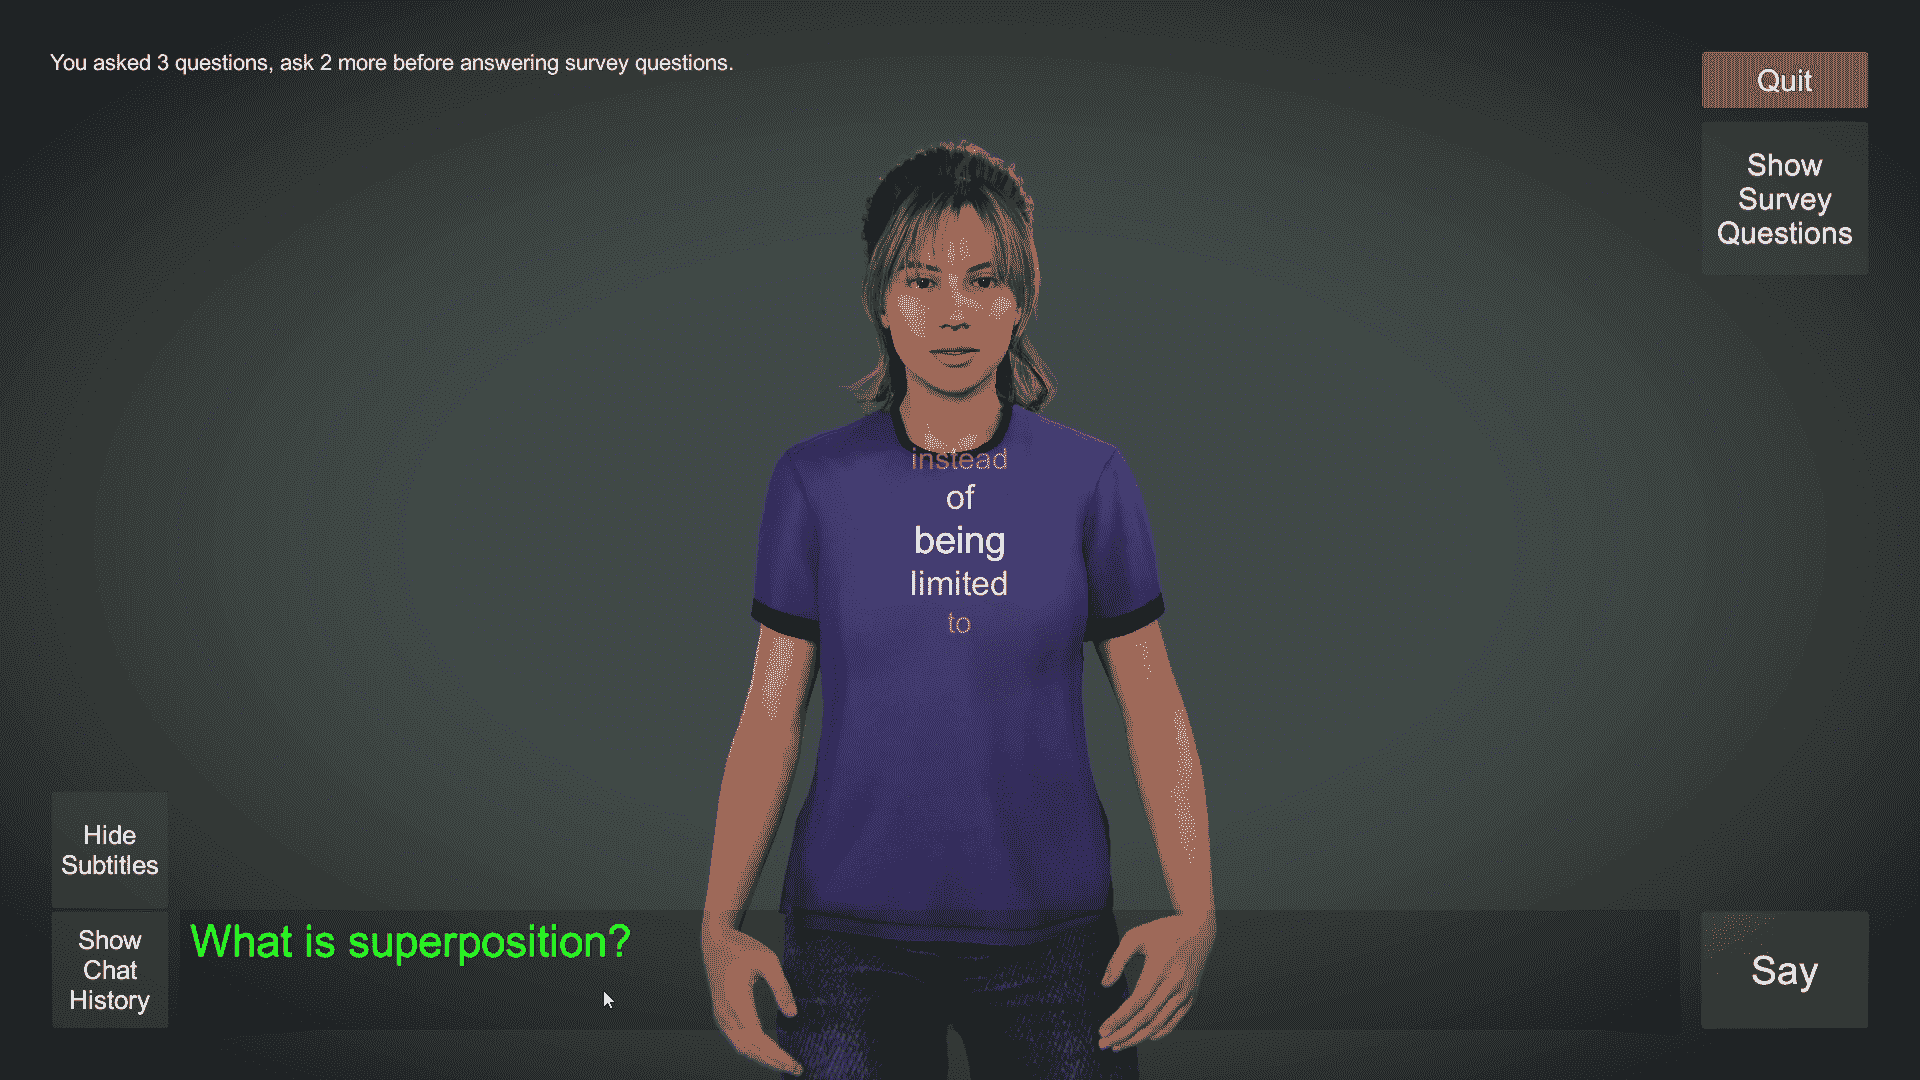 You asked 3 questions, ask 2 more before answering survey questions.
Quit
Show
Survey
Questions
instead
of
being
limited
to
Hide
Subtitles
Show
Chat
History
What is superposition?
Say